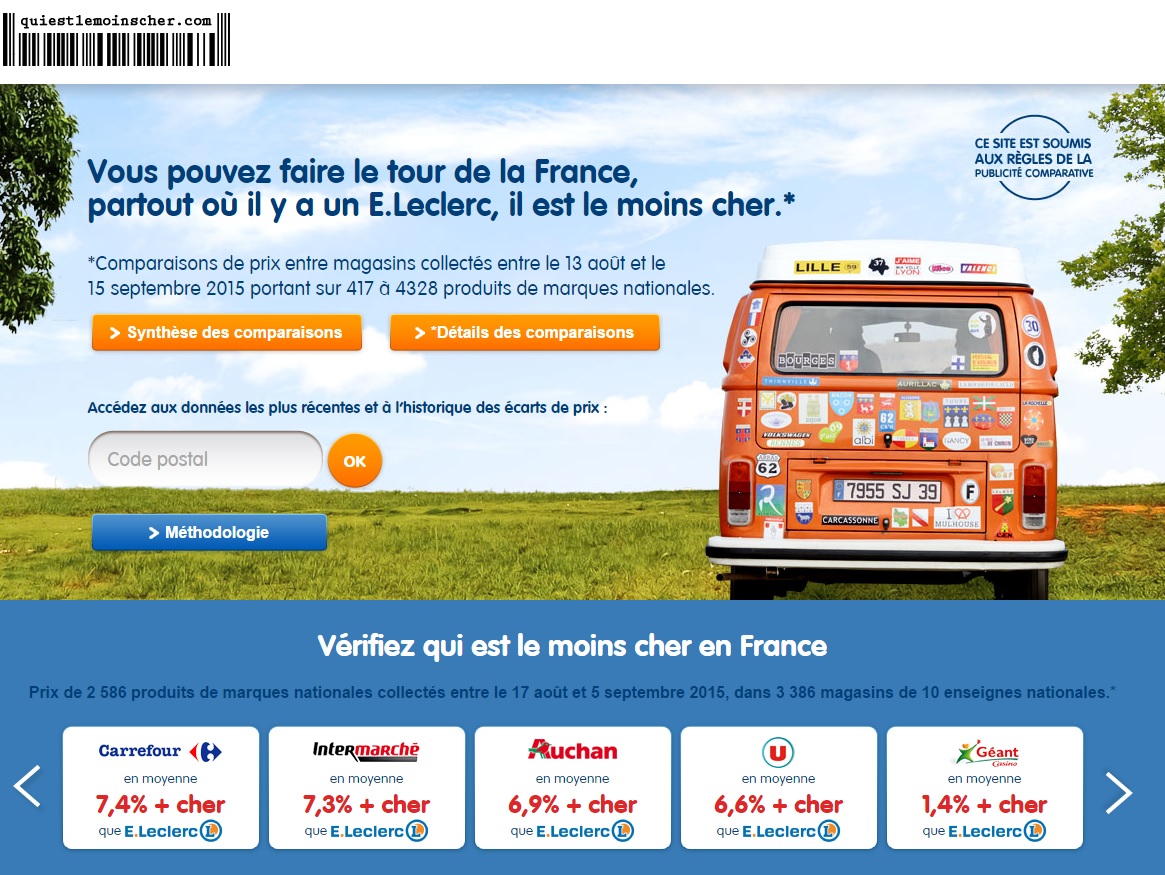 quiestlemoinscher.com
CE SITE EST SOUMIS
AUX RÈGLES DE LA
PUBLICITÉ COMPARATIVE
Vous pouvez faire le tour de la France,
partout où il y a un E.Leclerc, il est le moins cher.*
*Comparaisons de prix entre magasins collectés entre le 13 août et le
15 septembre 2015 portant sur 417 à 4328 produits de marques nationales.
> Synthèse des comparaisons
> *Détails des comparaisons
Accédez aux données les plus récentes et à l'historique des écarts de prix :
Code postal
OK
> Méthodologie
LILLE 59
37
J'AIME
MA VILLE
LYON
VALENCE
30
BOURGES
THIONVILLE
AURILLAC
62
LA ROCHELLE
VOLKSWAGEN
albi
NANCY
ARRAS
62
7955 SJ 39
F
CARCASSONNE
I
MULHOUSE
Vérifiez qui est le moins cher en France
Prix de 2 586 produits de marques nationales collectés entre le 17 août et 5 septembre 2015, dans 3 386 magasins de 10 enseignes nationales.*
Carrefour
en moyenne
7,4% + cher
que E.Leclerc L
Intermarché
en moyenne
7,3% + cher
que E.Leclerc L
Auchan
en moyenne
6,9% + cher
que E.Leclerc L
U
en moyenne
6,6% + cher
que E.Leclerc L
Géant
Casino
en moyenne
1,4% + cher
que E.Leclerc L